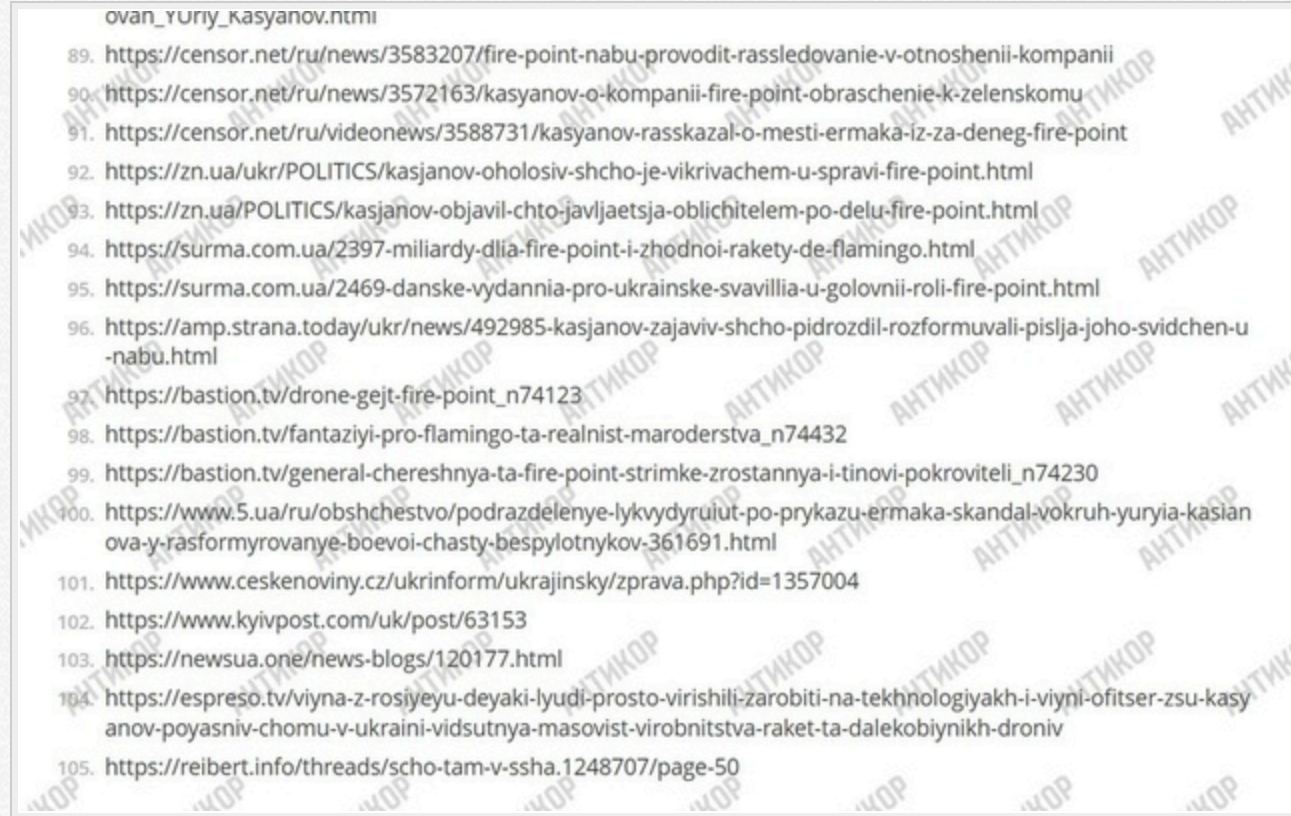 ovan_YUriy_Kasyanov.html
89. https://censor.net/ru/news/3583207/fire-point-nabu-provodit-rassledovanie-v-otnoshenii-kompanii
90. https://censor.net/ru/news/3572163/kasyanov-o-kompanii-fire-point-obraschenie-k-zelenskomu
91. https://censor.net/ru/videonews/3588731/kasyanov-rasskazal-o-mesti-ermaka-iz-za-deneg-fire-point
92. https://zn.ua/ukr/POLITICS/kasjanov-oholosiv-shcho-je-vikrivachem-u-spravi-fire-point.html
93. https://zn.ua/POLITICS/kasjanov-objavil-chto-javljaetsja-oblichitelem-po-delu-fire-point.html
94. https://surma.com.ua/2397-miliardy-dlia-fire-point-i-zhodnoi-rakety-de-flamingo.html
95. https://surma.com.ua/2469-danske-vydannia-pro-ukrainske-svavillia-u-golovnii-roli-fire-point.html
96. https://amp.strana.today/ukr/news/492985-kasjanov-zajaviv-shcho-pidrozdil-rozformuvali-pislja-joho-svidchen-u
-nabu.html
97. https://bastion.tv/drone-gejt-fire-point_n74123
98. https://bastion.tv/fantaziyi-pro-flamingo-ta-realnist-maroderstva_n74432
99. https://bastion.tv/general-chereshnya-ta-fire-point-strimke-zrostannya-i-tinovi-pokroviteli_n74230
100. https://www.5.ua/ru/obshchestvo/podrazdelenye-lykvydyruiut-po-prykazu-ermaka-skandal-vokruh-yuryia-kasian
ova-y-rasformyrovanye-boevoi-chasty-bespylotnykov-361691.html
101. https://www.ceskenoviny.cz/ukrinform/ukrajinsky/zprava.php?id=1357004
102. https://www.kyivpost.com/uk/post/63153
103. https://newsua.one/news-blogs/120177.html
104. https://espreso.tv/viyna-z-rosiyeyu-deyaki-lyudi-prosto-virishili-zarobiti-na-tekhnologiyakh-i-viyni-ofitser-zsu-kasy
anov-poyasniv-chomu-v-ukraini-vidsutnya-masovist-virobnitstva-raket-ta-dalekobiynikh-droniv
105. https://reibert.info/threads/scho-tam-v-ssha.1248707/page-50
АНТИКОР